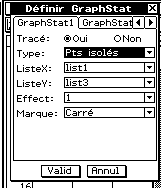 Définir GraphStat
GraphStat1 GraphStat
Tracé: Oui Non
Type: Pts isolés
ListeX: list1
ListeY: list3
Effect: 1
Marque: Carré
Valid Annul
16